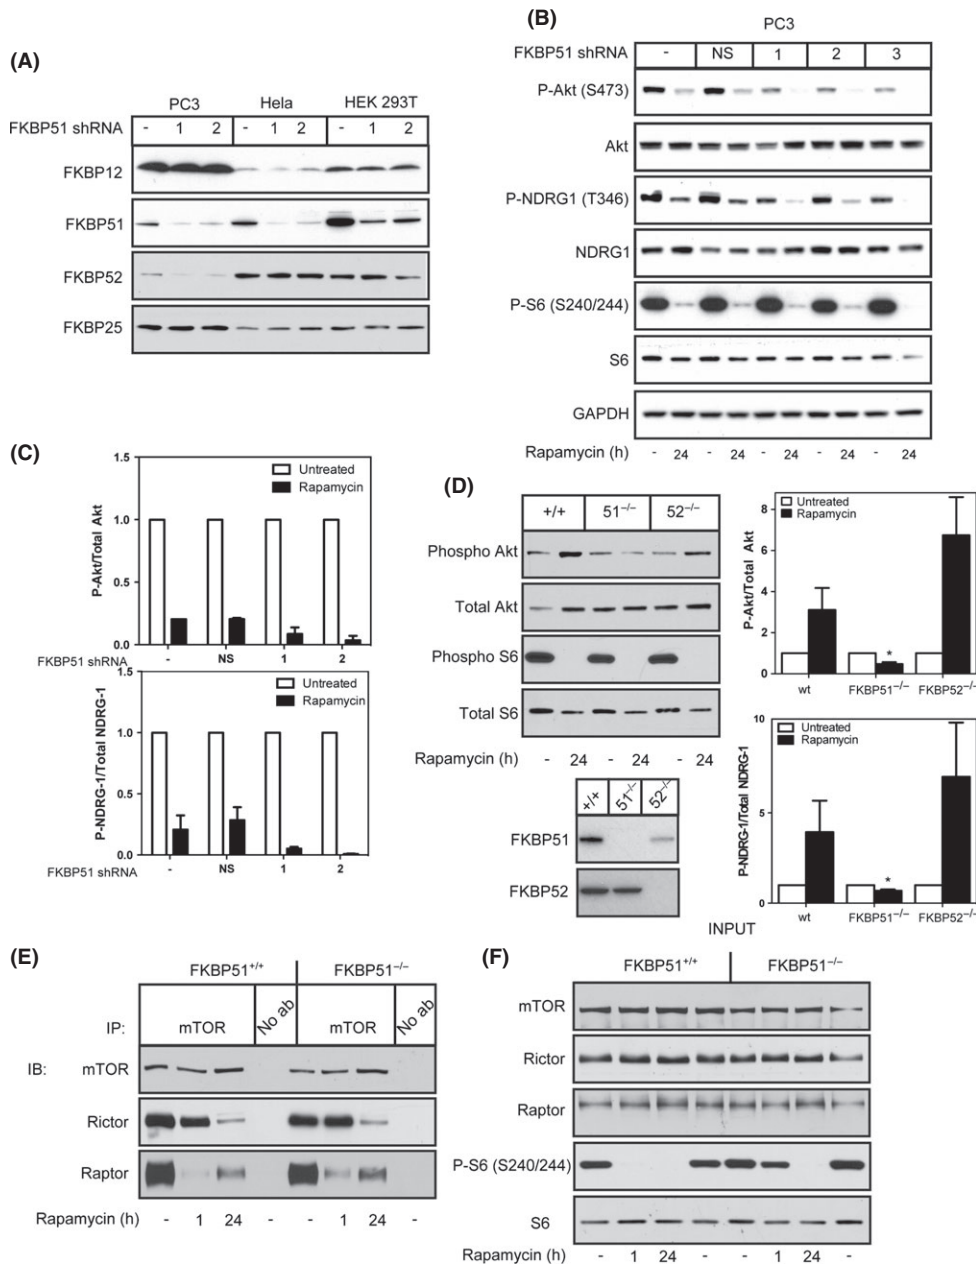 (A)
PC3 Hela HEK 293T
FKBP51 shRNA - 1 2 - 1 2 - 1 2
FKBP12
FKBP51
FKBP52
FKBP25
(B)
PC3
FKBP51 shRNA - NS 1 2 3
P-Akt (S473)
Akt
P-NDRG1 (T346)
NDRG1
P-S6 (S240/244)
S6
GAPDH
Rapamycin (h) - 24 - 24 - 24 - 24 - 24
(C)
1.5
Untreated
Rapamycin
1.0
P-Akt/Total Akt
0.5
0.0
FKBP51 shRNA - NS 1 2
1.5
Untreated
Rapamycin
1.0
P-NDRG-1/Total NDRG-1
0.5
0.0
FKBP51 shRNA - NS 1 2
(D)
+/+ 51−/− 52−/−
Phospho Akt
Total Akt
Phospho S6
Total S6
Rapamycin (h) - 24 - 24 - 24
+/+ 51−/− 52−/−
FKBP51
FKBP52
8
Untreated
Rapamycin
6
P-Akt/Total Akt
4
2
*
0
wt FKBP51−/− FKBP52−/−
10
Untreated
Rapamycin
P-NDRG-1/Total NDRG-1
5
*
0
wt FKBP51−/− FKBP52−/−
(E)
FKBP51+/+ FKBP51−/−
IP: mTOR No ab mTOR No ab
IB: mTOR
Rictor
Raptor
Rapamycin (h) - 1 24 - - 1 24 -
INPUT
(F)
FKBP51+/+ FKBP51−/−
mTOR
Rictor
Raptor
P-S6 (S240/244)
S6
Rapamycin (h) - 1 24 - - 1 24 -